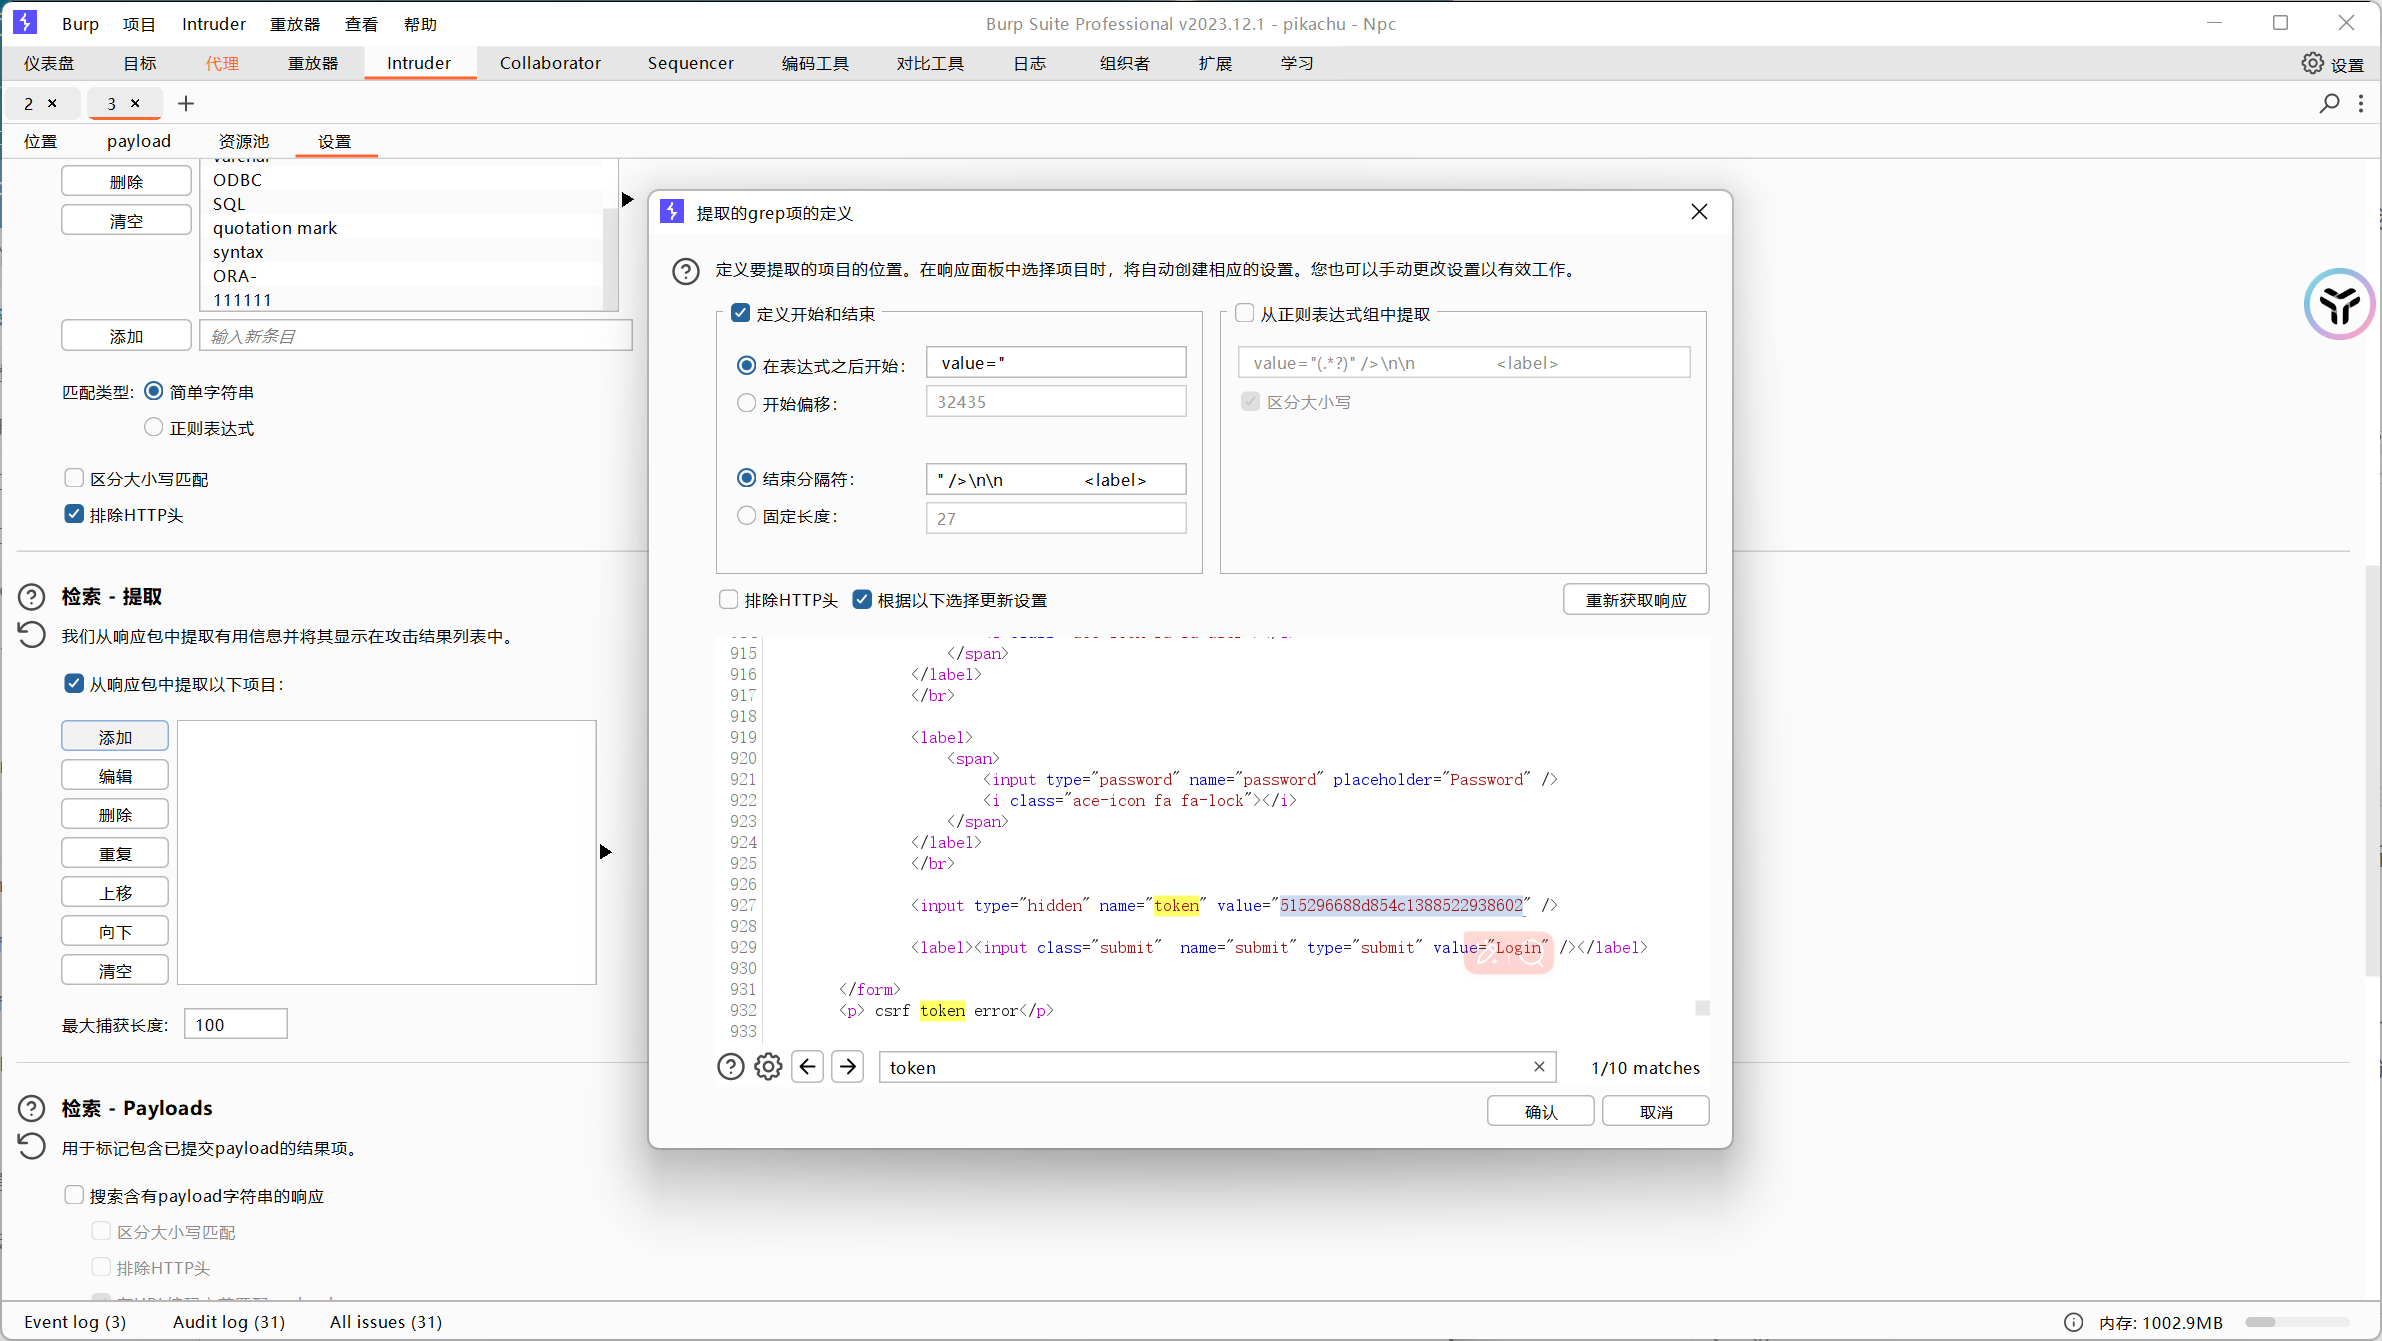 Burp 项目 Intruder 重放器 查看 帮助 Burp Suite Professional v2023.12.1 - pikachu - Npc
仪表盘 目标 代理 重放器 Intruder Collaborator Sequencer 编码工具 对比工具 日志 组织者 扩展 学习 设置
2 × 3 × +
位置 payload 资源池 设置
varchar
删除 ODBC
SQL
清空 quotation mark
syntax
ORA-
111111
添加 输入新条目
匹配类型: 简单字符串
正则表达式
区分大小写匹配
排除HTTP头
检索 - 提取
我们从响应包中提取有用信息并将其显示在攻击结果列表中。
从响应包中提取以下项目:
添加
编辑
删除
重复
上移
向下
清空
最大捕获长度: 100
检索 - Payloads
用于标记包含已提交payload的结果项。
搜索含有payload字符串的响应
区分大小写匹配
排除HTTP头
提取的grep项的定义
定义要提取的项目的位置。在响应面板中选择项目时，将自动创建相应的设置。您也可以手动更改设置以有效工作。
定义开始和结束
在表达式之后开始: value="
开始偏移: 32435
结束分隔符: " />\n\n <label>
固定长度: 27
从正则表达式组中提取
value="(.*?)" />\n\n <label>
区分大小写
排除HTTP头 根据以下选择更新设置 重新获取响应
915 </span>
916 </label>
917 </br>
918
919 <label>
920 <span>
921 <input type="password" name="password" placeholder="Password" />
922 <i class="ace-icon fa fa-lock"></i>
923 </span>
924 </label>
925 </br>
926
927 <input type="hidden" name="token" value="515296688d854c1388522938602" />
928
929 <label><input class="submit"  name="submit" type="submit" value="Login" /></label>
930
931 </form>
932 <p> csrf token error</p>
933
token × 1/10 matches
确认 取消
Event log (3) Audit log (31) All issues (31) 内存: 1002.9MB